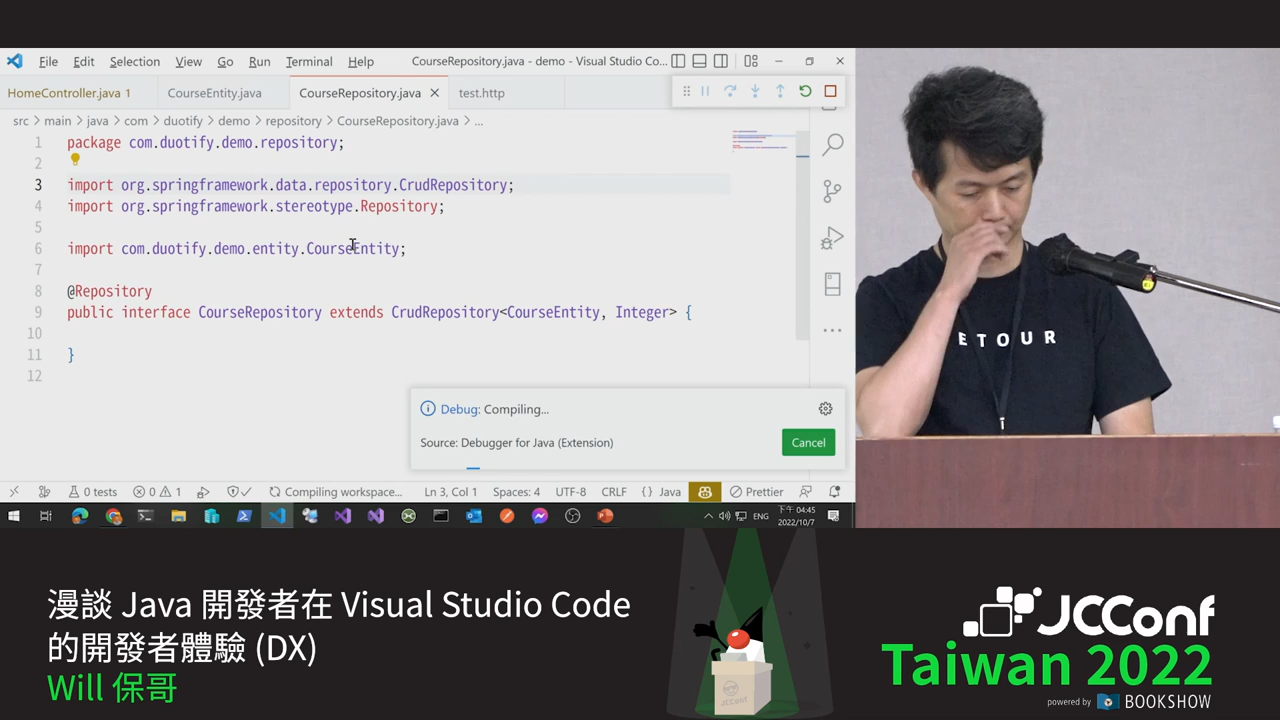 File Edit Selection View Go Run Terminal Help CourseRepository.java - demo - Visual Studio Co...
HomeController.java 1 CourseEntity.java CourseRepository.java test.http
src > main > java > com > duotify > demo > repository > CourseRepository.java > ...
1 package com.duotify.demo.repository;
2
3 import org.springframework.data.repository.CrudRepository;
4 import org.springframework.stereotype.Repository;
5
6 import com.duotify.demo.entity.CourseEntity;
7
8 @Repository
9 public interface CourseRepository extends CrudRepository<CourseEntity, Integer> {
10
11 }
12
Debug: Compiling...
Source: Debugger for Java (Extension)
Cancel
0 tests 0 1 Compiling workspace... Ln 3, Col 1 Spaces: 4 UTF-8 CRLF {} Java Prettier
ENG 下午 04:45
2022/10/7
ETOUR
漫談 Java 開發者在 Visual Studio Code
的開發者體驗 (DX)
Will 保哥
JCConf
JCConf
Taiwan 2022
powered by BOOKSHOW